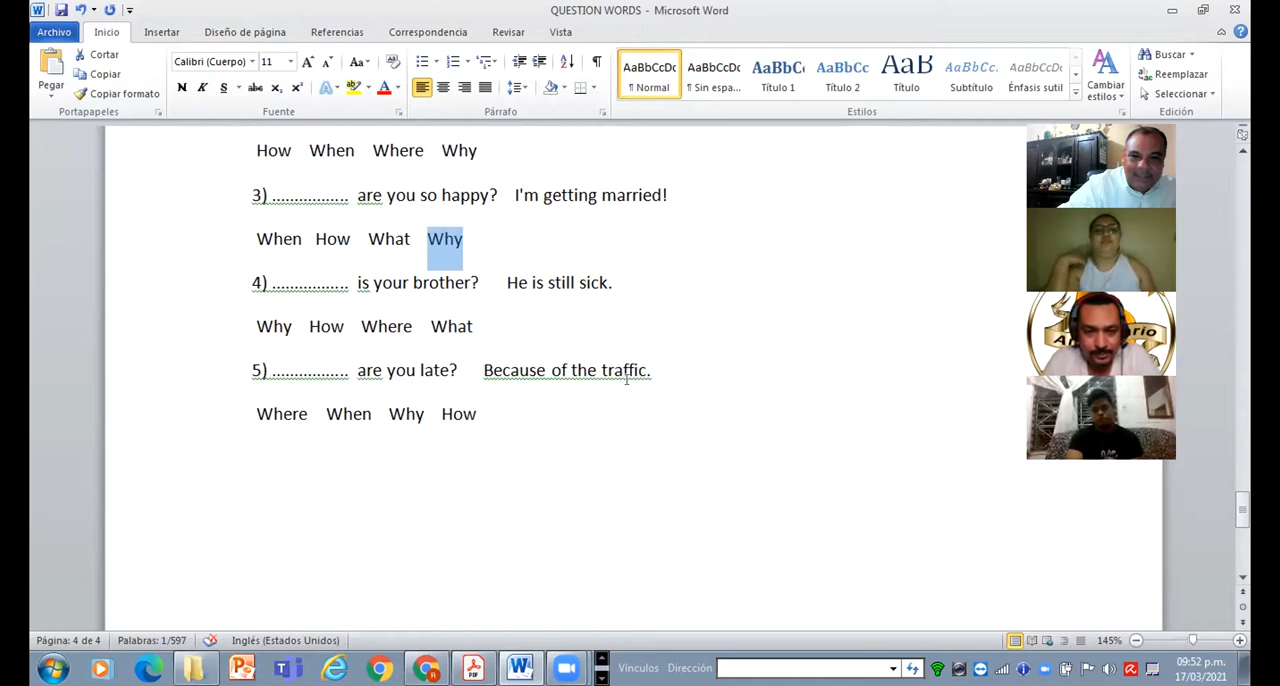 QUESTION WORDS - Microsoft Word
Archivo Inicio Insertar Diseño de página Referencias Correspondencia Revisar Vista
Pegar
Cortar
Copiar
Copiar formato
Portapapeles
Calibri (Cuerpo) 11
Fuente
Párrafo
AaBbCcDc AaBbCcDc AaBbC AaBbCc AaB AaBbCc. AaBbCcDc
¶ Normal ¶ Sin espa... Título 1 Título 2 Título Subtítulo Énfasis sutil
Cambiar estilos
Estilos
Buscar
Reemplazar
Seleccionar
Edición
How When Where Why
3) ................. are you so happy? I'm getting married!
When How What Why
4) ................. is your brother? He is still sick.
Why How Where What
5) ................. are you late? Because of the traffic.
Where When Why How
Página: 4 de 4 Palabras: 1/597 Inglés (Estados Unidos) 145%
Vínculos Dirección
09:52 p.m.
17/03/2021